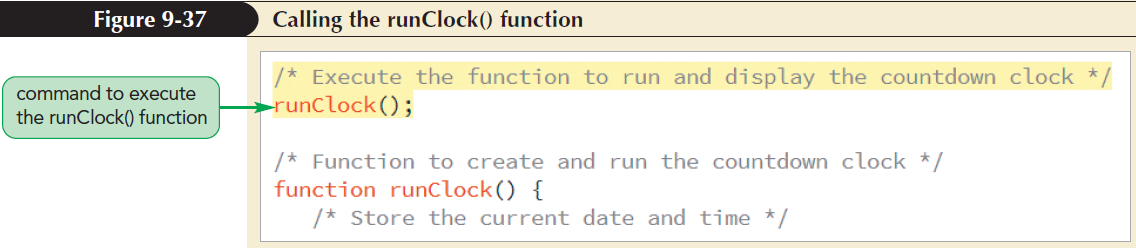 Figure 9-37 Calling the runClock() function
/* Execute the function to run and display the countdown clock */
command to execute
the runClock() function
runClock();
/* Function to create and run the countdown clock */
function runClock() {
/* Store the current date and time */